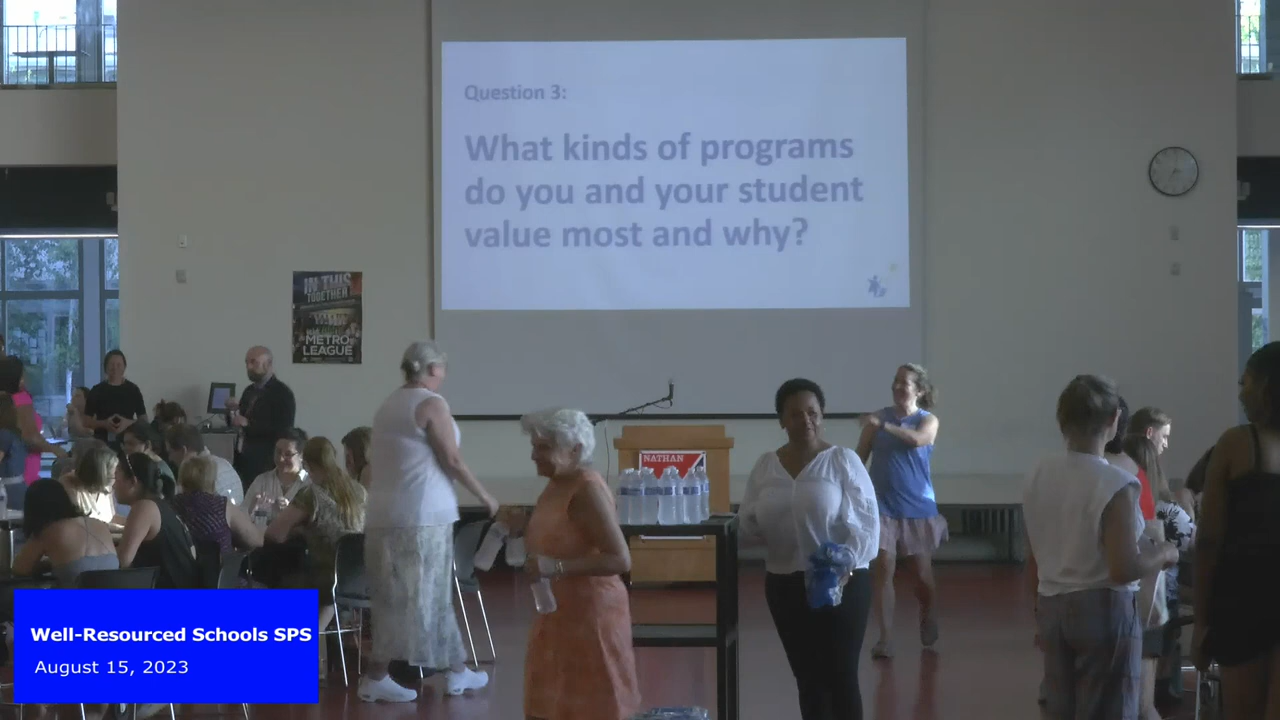 Question 3:
What kinds of programs
do you and your student
value most and why?
IN THIS
TOGETHER
METRO
LEAGUE
NATHAN
Well-Resourced Schools SPS
August 15, 2023